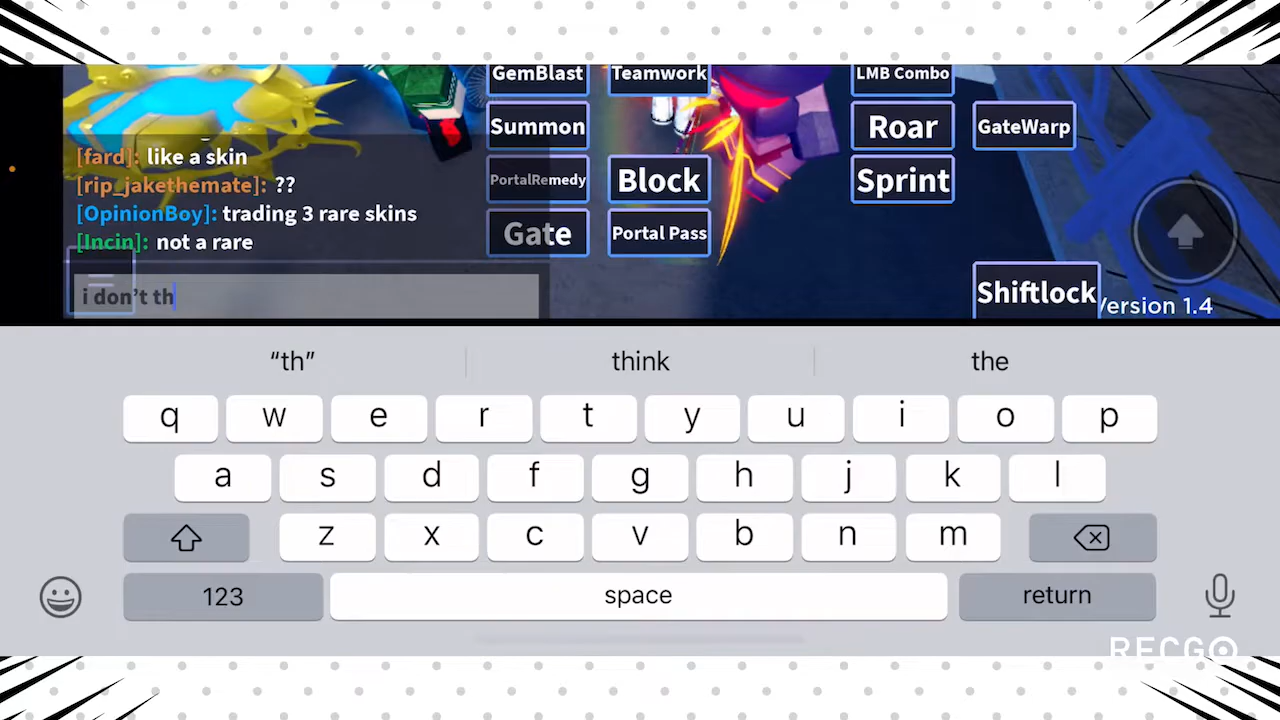 GemBlast Teamwork LMB Combo
Summon Roar GateWarp
[fard]: like a skin
[rip_jakethemate]: ??
PortalRemedy Block Sprint
[OpinionBoy]: trading 3 rare skins
Gate Portal Pass
[Incin]: not a rare
i don't th
Shiftlock
Version 1.4
“th” think the
q w e r t y u i o p
a s d f g h j k l
z x c v b n m
123 space return
RECGO